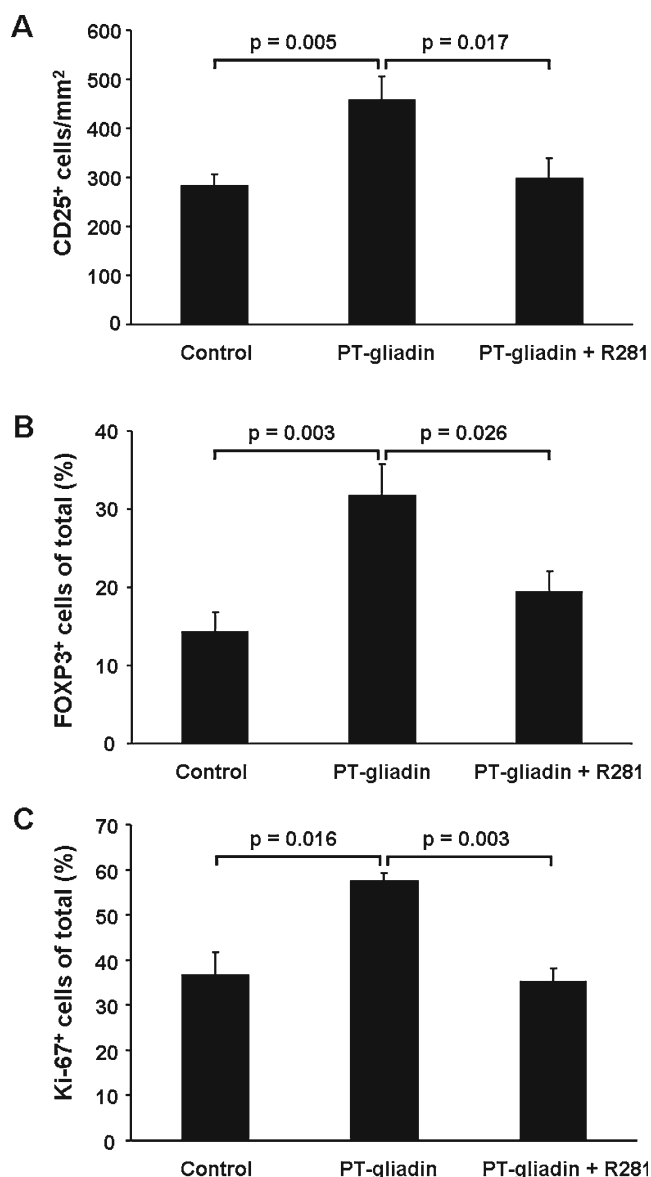 A
CD25⁺ cells/mm²
600
500
400
300
200
100
0
p = 0.005
p = 0.017
Control
PT-gliadin
PT-gliadin + R281
B
FOXP3⁺ cells of total (%)
40
30
20
10
0
p = 0.003
p = 0.026
Control
PT-gliadin
PT-gliadin + R281
C
Ki-67⁺ cells of total (%)
70
60
50
40
30
20
10
0
p = 0.016
p = 0.003
Control
PT-gliadin
PT-gliadin + R281